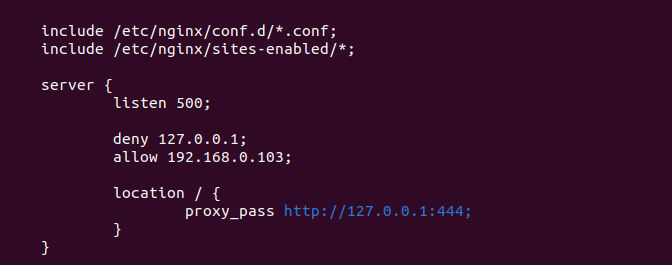 include /etc/nginx/conf.d/*.conf;
include /etc/nginx/sites-enabled/*;
server {
listen 500;
deny 127.0.0.1;
allow 192.168.0.103;
location / {
proxy_pass http://127.0.0.1:444;
}
}